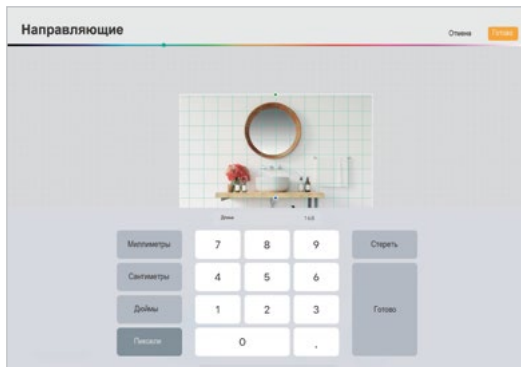 Направляющие
Отмена
Готово
Длина
Миллиметры 7 8 9 Стереть
Сантиметры 4 5 6
Дюймы 1 2 3 Готово
Пиксели 0 ,